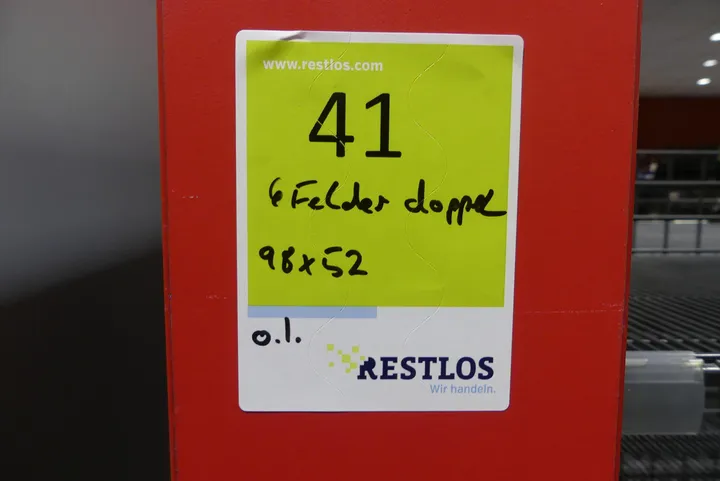 www.restlos.com
41
6 Felder doppel
98x52
o.l.
RESTLOS
Wir handeln.